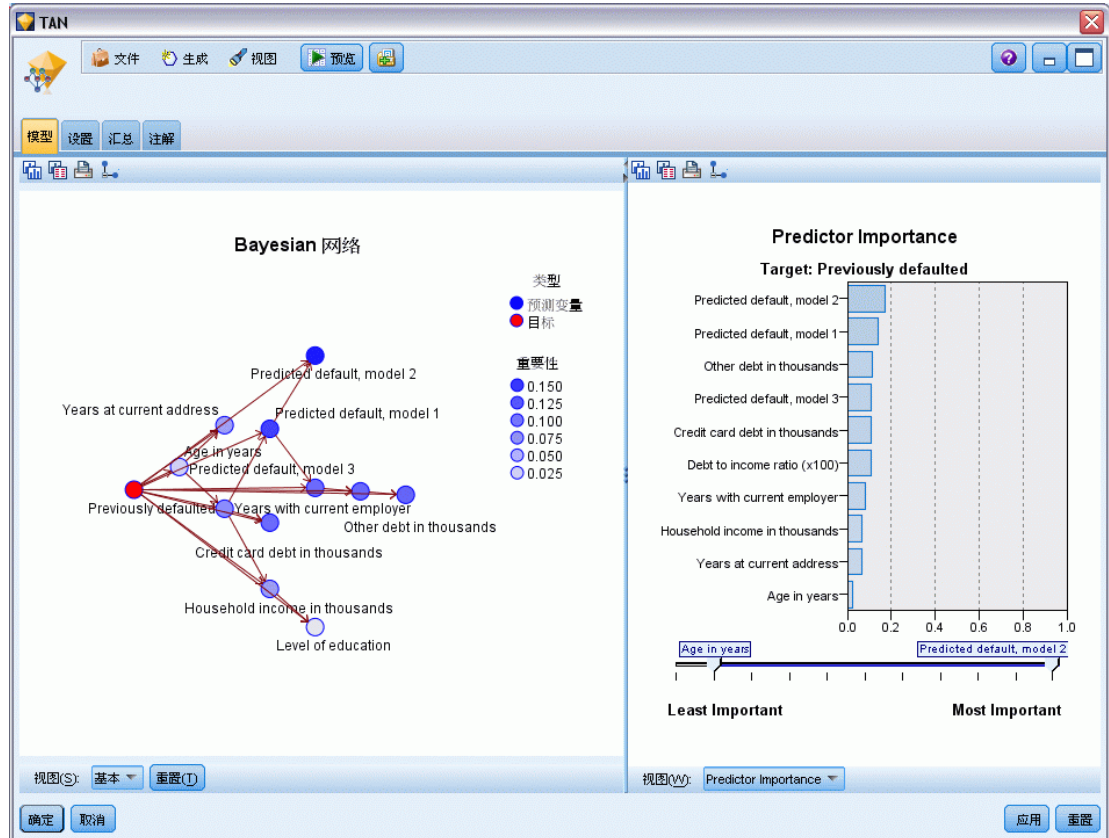 TAN
文件 生成 视图 预览
模型 设置 汇总 注解
Bayesian 网络
类型
预测变量
目标
重要性
0.150
0.125
0.100
0.075
0.050
0.025
Predicted default, model 2
Years at current address
Predicted default, model 1
Age in years
Predicted default, model 3
Previously defaulted
Years with current employer
Other debt in thousands
Credit card debt in thousands
Household income in thousands
Level of education
视图(S): 基本 重置(T)
Predictor Importance
Target: Previously defaulted
Predicted default, model 2
Predicted default, model 1
Other debt in thousands
Predicted default, model 3
Credit card debt in thousands
Debt to income ratio (x100)
Years with current employer
Household income in thousands
Years at current address
Age in years
0.0 0.2 0.4 0.6 0.8 1.0
Age in years Predicted default, model 2
Least Important Most Important
视图(W): Predictor Importance
确定 取消 应用 重置